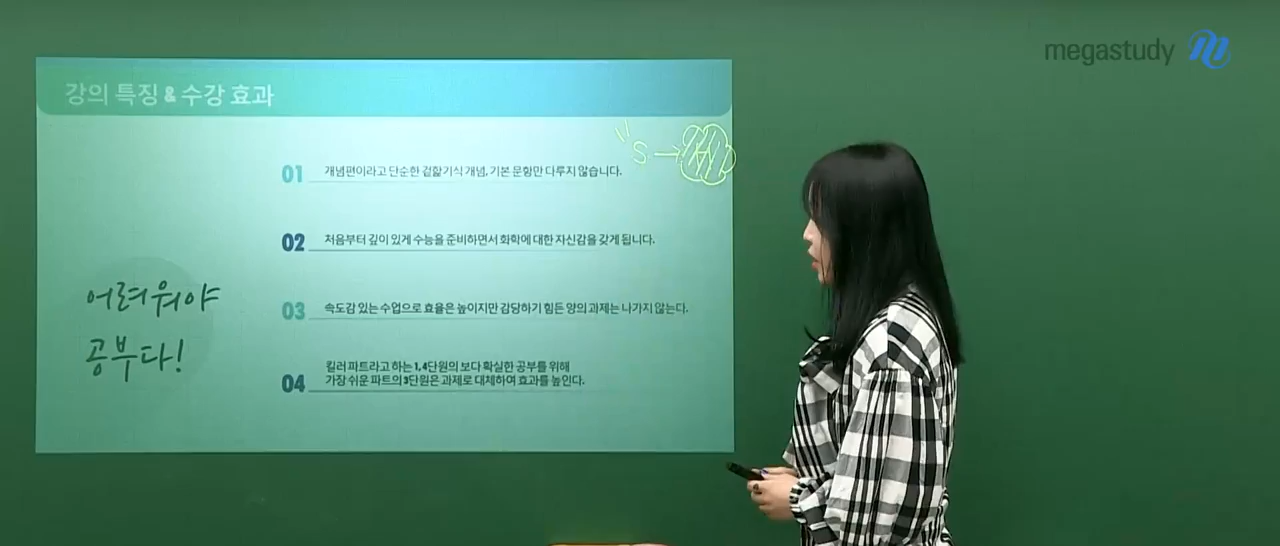 megastudy
강의 특징 & 수강 효과
S
01 개념편이라고 단순한 겉핥기식 개념, 기본 문항만 다루지 않습니다.
02 처음부터 깊이 있게 수능을 준비하면서 화학에 대한 자신감을 갖게 됩니다.
03 속도감 있는 수업으로 효율은 높이지만 감당하기 힘든 양의 과제는 나가지 않는다.
어려워야
공부다!
04 킬러 파트라고 하는 1, 4단원의 보다 확실한 공부를 위해
가장 쉬운 파트의 3단원은 과제로 대체하여 효과를 높인다.